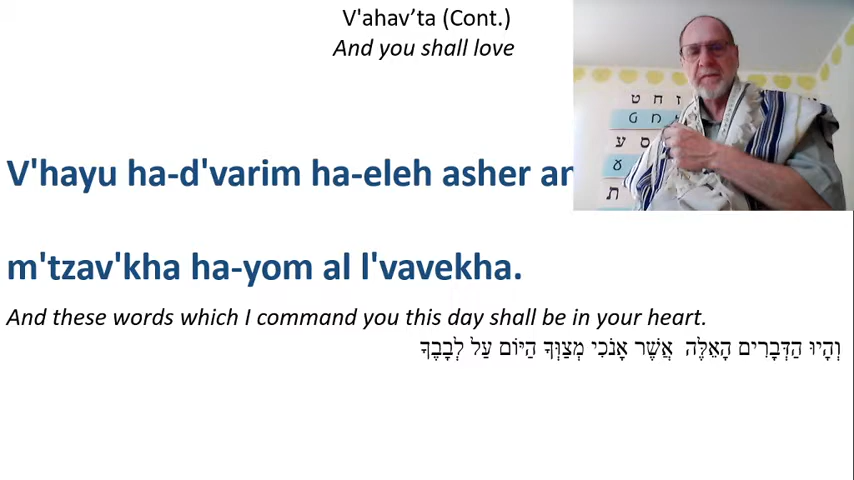 V'ahav'ta (Cont.)
And you shall love
V'hayu ha-d'varim ha-eleh asher an
m'tzav'kha ha-yom al l'vavekha.
And these words which I command you this day shall be in your heart.
וְהָיוּ הַדְּבָרִים הָאֵלֶּה אֲשֶׁר אָנֹכִי מְצַוְּךָ הַיּוֹם עַל לְבָבֶךָ
ז ח ט
ע
ת